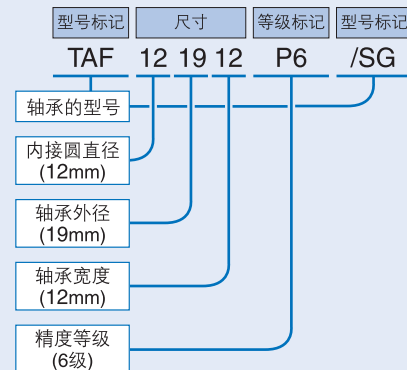 型号标记 尺寸 等级标记 型号标记
TAF 12 19 12 P6 /SG
轴承的型号
内接圆直径
(12mm)
轴承外径
(19mm)
轴承宽度
(12mm)
精度等级
(6级)